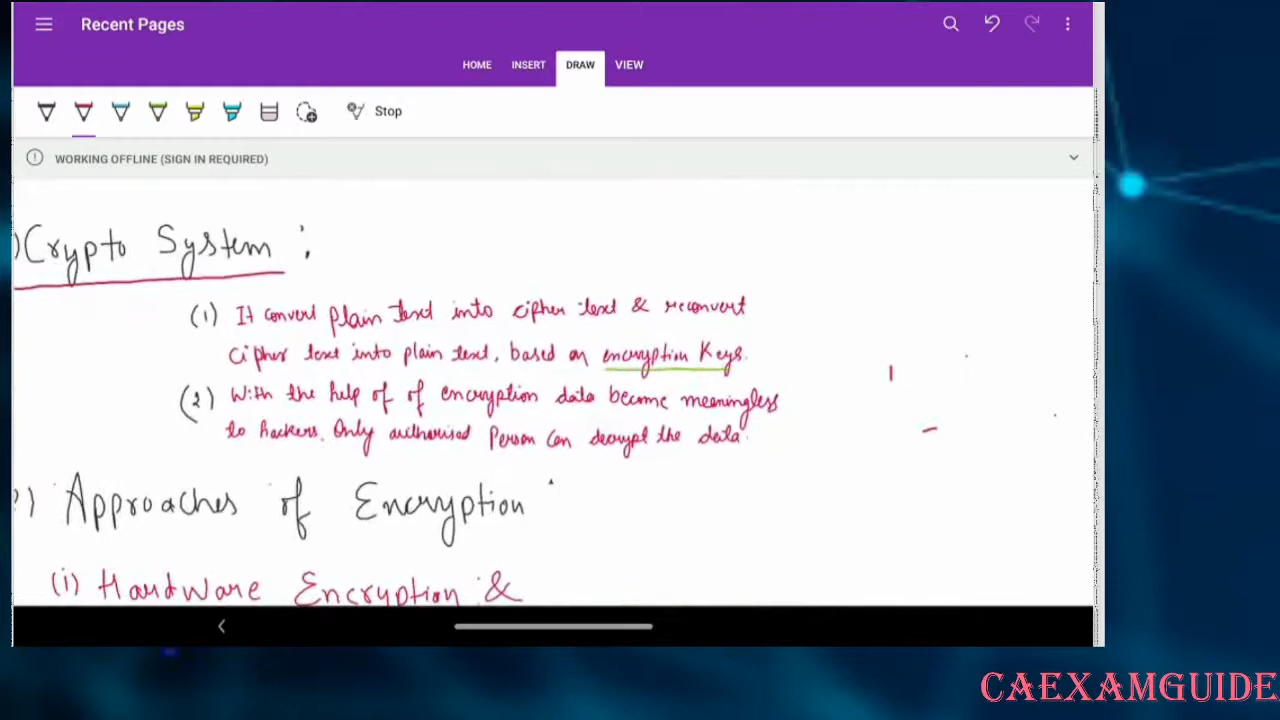 Recent Pages
HOME INSERT DRAW VIEW
Stop
WORKING OFFLINE (SIGN IN REQUIRED)
) Crypto System :
(1) It convert plain text into cipher text & reconvert
cipher text into plain text, based on encryption Keys.
(2) With the help of of encryption data become meaningless
to hackers. Only authorised Person Can decrypt the data.
) Approaches of Encryption
(i) Hardware Encryption &
CAEXAMGUIDE